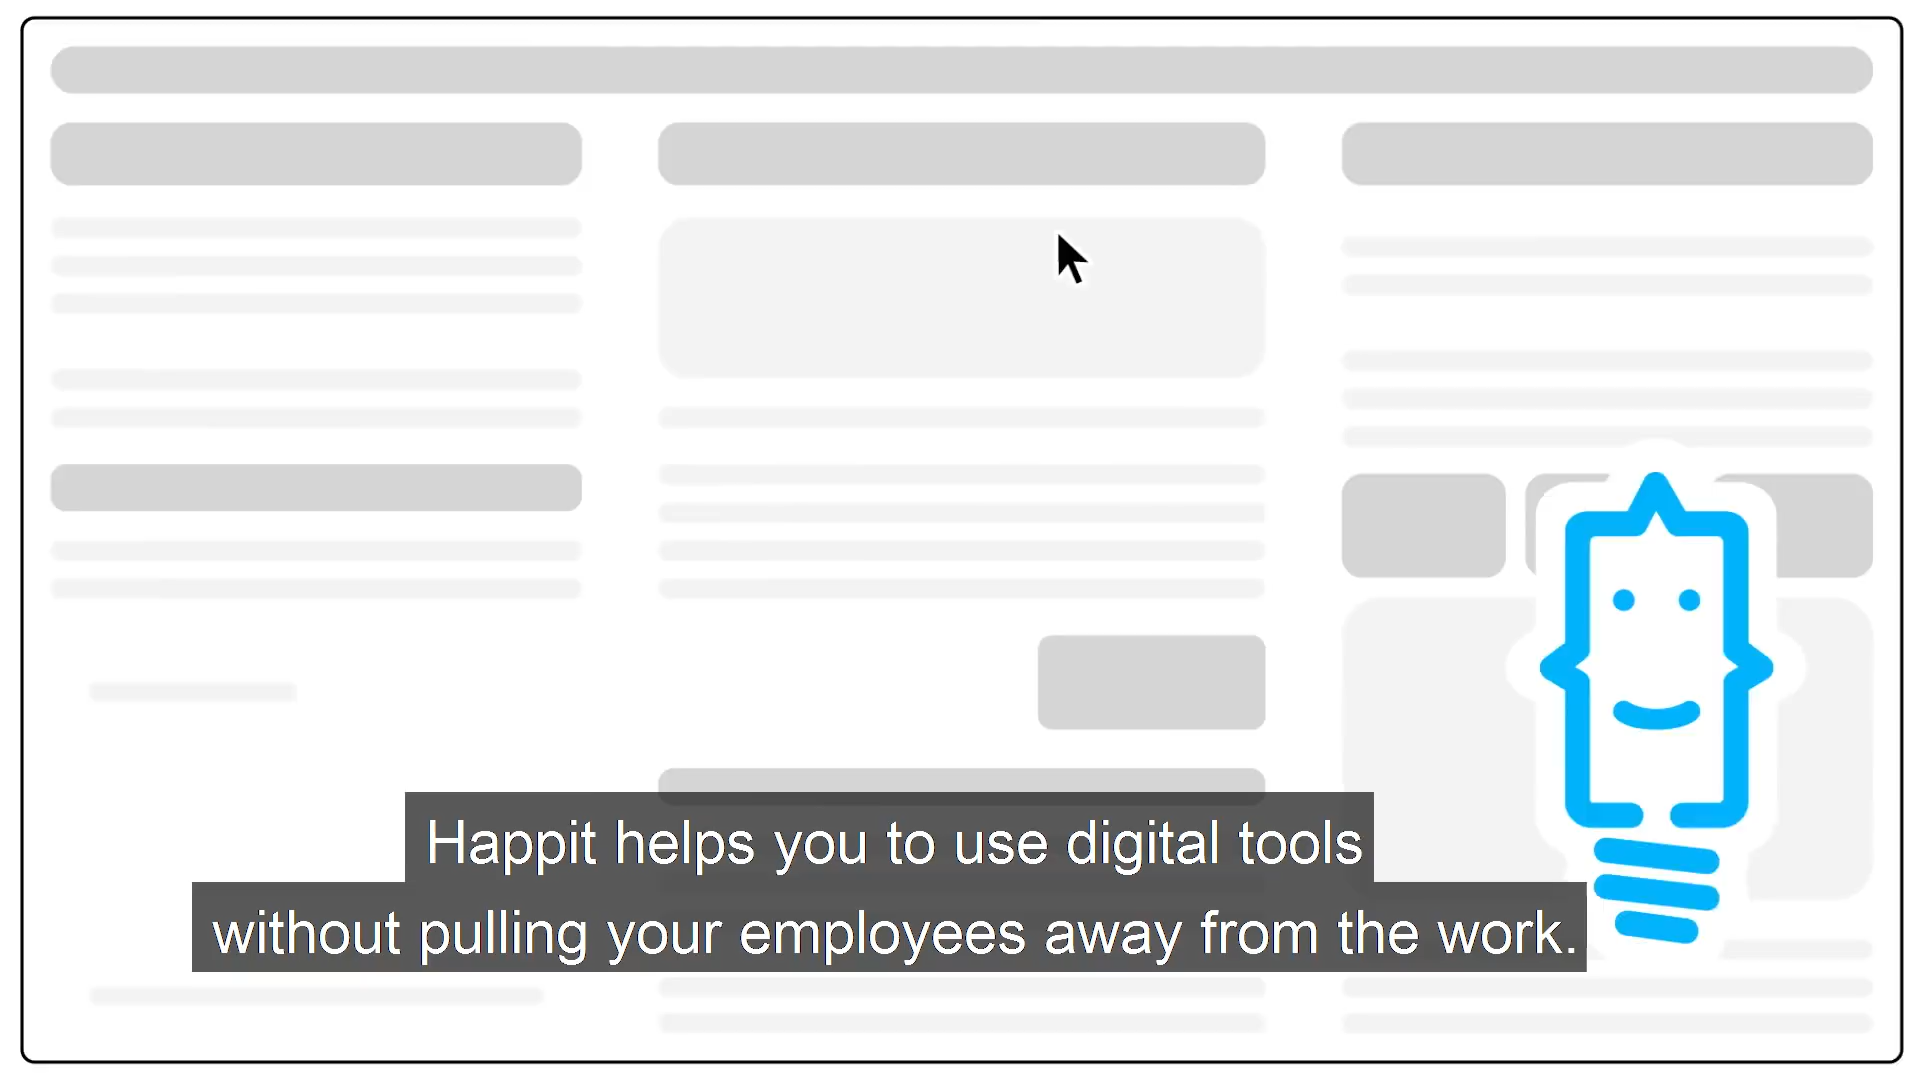 Happit helps you to use digital tools
without pulling your employees away from the work.